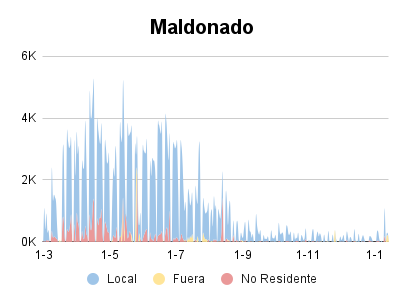 Maldonado
6K
4K
2K
0K
1-3 1-5 1-7 1-9 1-11 1-1
Local Fuera No Residente